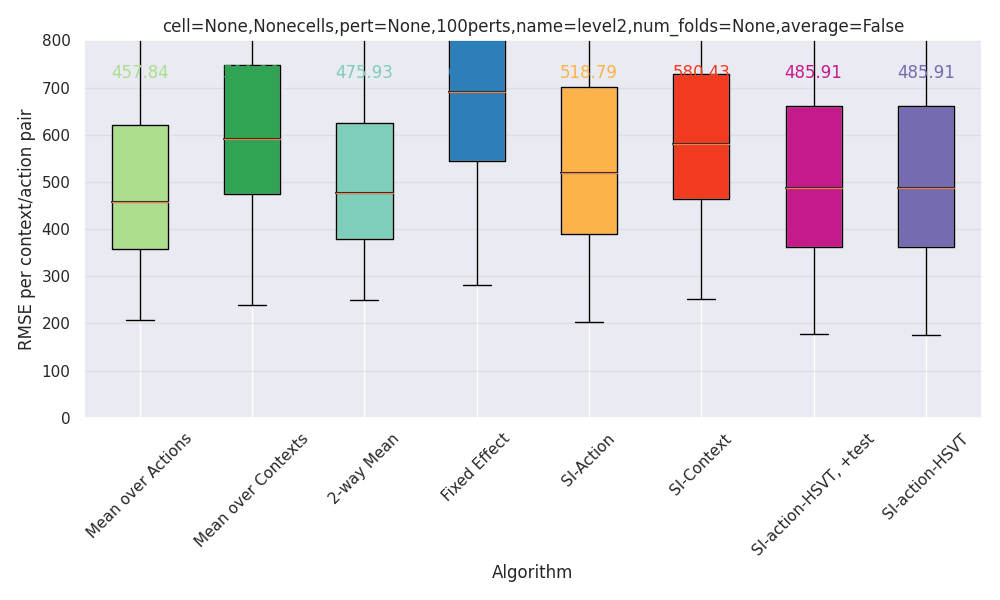 cell=None,Nonecells,pert=None,100perts,name=level2,num_folds=None,average=False
RMSE per context/action pair
800
700
600
500
400
300
200
100
0
457.84
475.93
518.79
580.43
485.91
485.91
Mean over Actions
Mean over Contexts
2-way Mean
Fixed Effect
SI-Action
SI-Context
SI-action-HSVT, +test
SI-action-HSVT
Algorithm